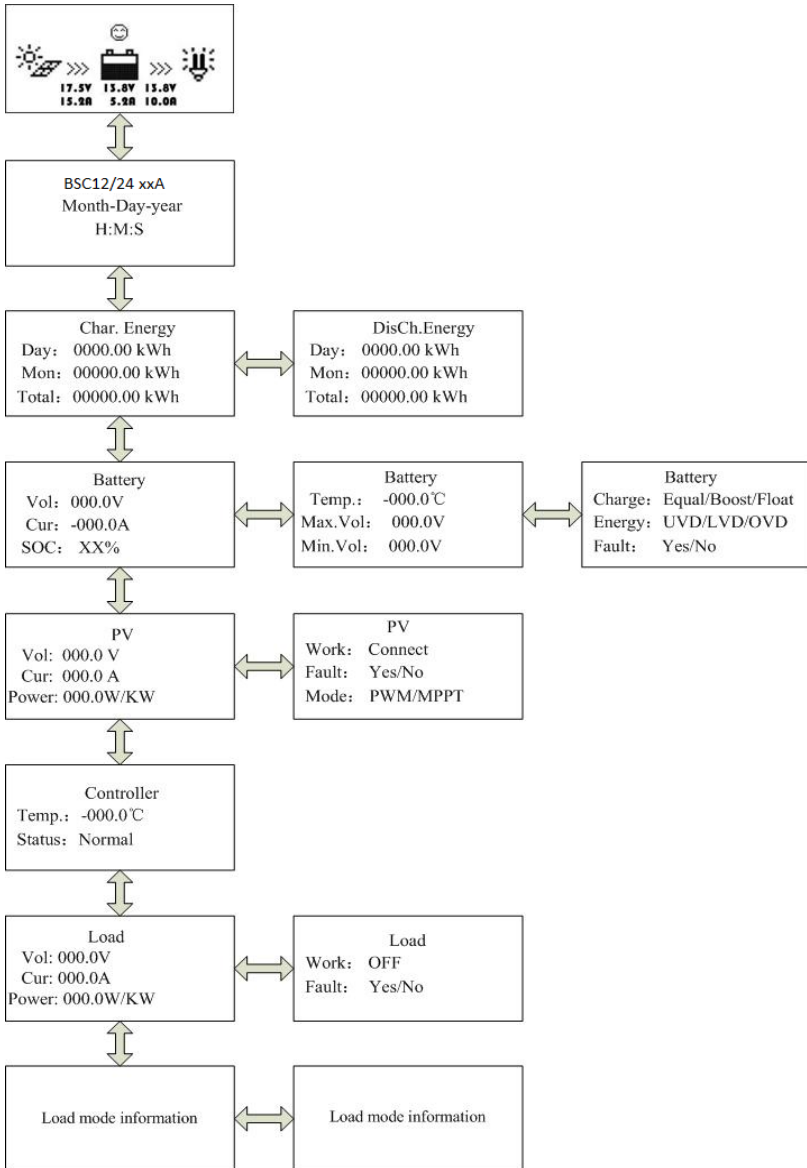 17.5V 13.8V 13.8V
15.2A 5.2A 10.0A
BSC12/24 xxA
Month-Day-year
H:M:S
Char. Energy
Day： 0000.00 kWh
Mon： 00000.00 kWh
Total： 00000.00 kWh
DisCh.Energy
Day： 0000.00 kWh
Mon： 00000.00 kWh
Total： 00000.00 kWh
Battery
Vol：000.0V
Cur：-000.0A
SOC： XX%
Battery
Temp.： -000.0℃
Max.Vol： 000.0V
Min.Vol： 000.0V
Battery
Charge： Equal/Boost/Float
Energy： UVD/LVD/OVD
Fault： Yes/No
PV
Vol: 000.0 V
Cur: 000.0 A
Power: 000.0W/KW
PV
Work： Connect
Fault： Yes/No
Mode： PWM/MPPT
Controller
Temp.：-000.0℃
Status：Normal
Load
Vol: 000.0V
Cur: 000.0A
Power: 000.0W/KW
Load
Work： OFF
Fault： Yes/No
Load mode information
Load mode information